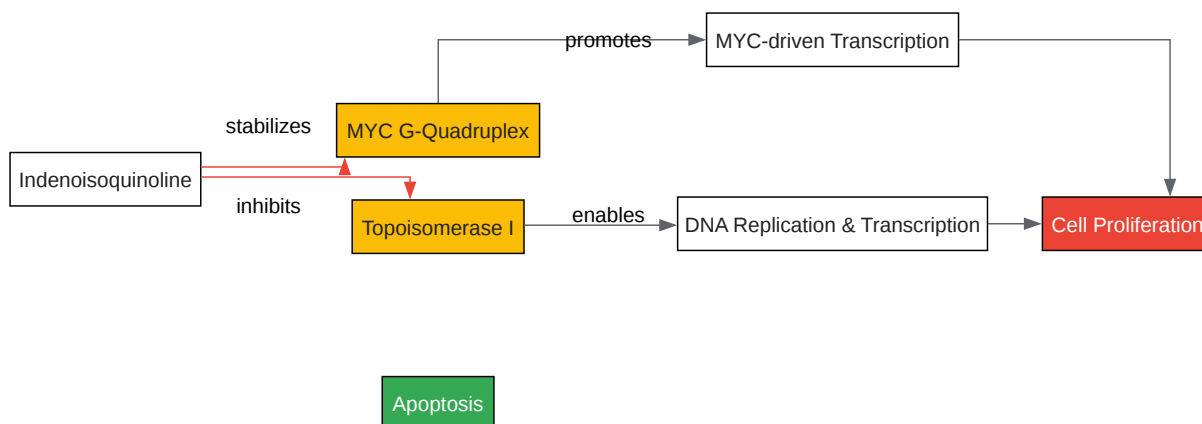 promotes
MYC-driven Transcription
stabilizes
MYC G-Quadruplex
Indenoisoquinoline
inhibits
Topoisomerase I
enables
DNA Replication & Transcription
Cell Proliferation
Apoptosis